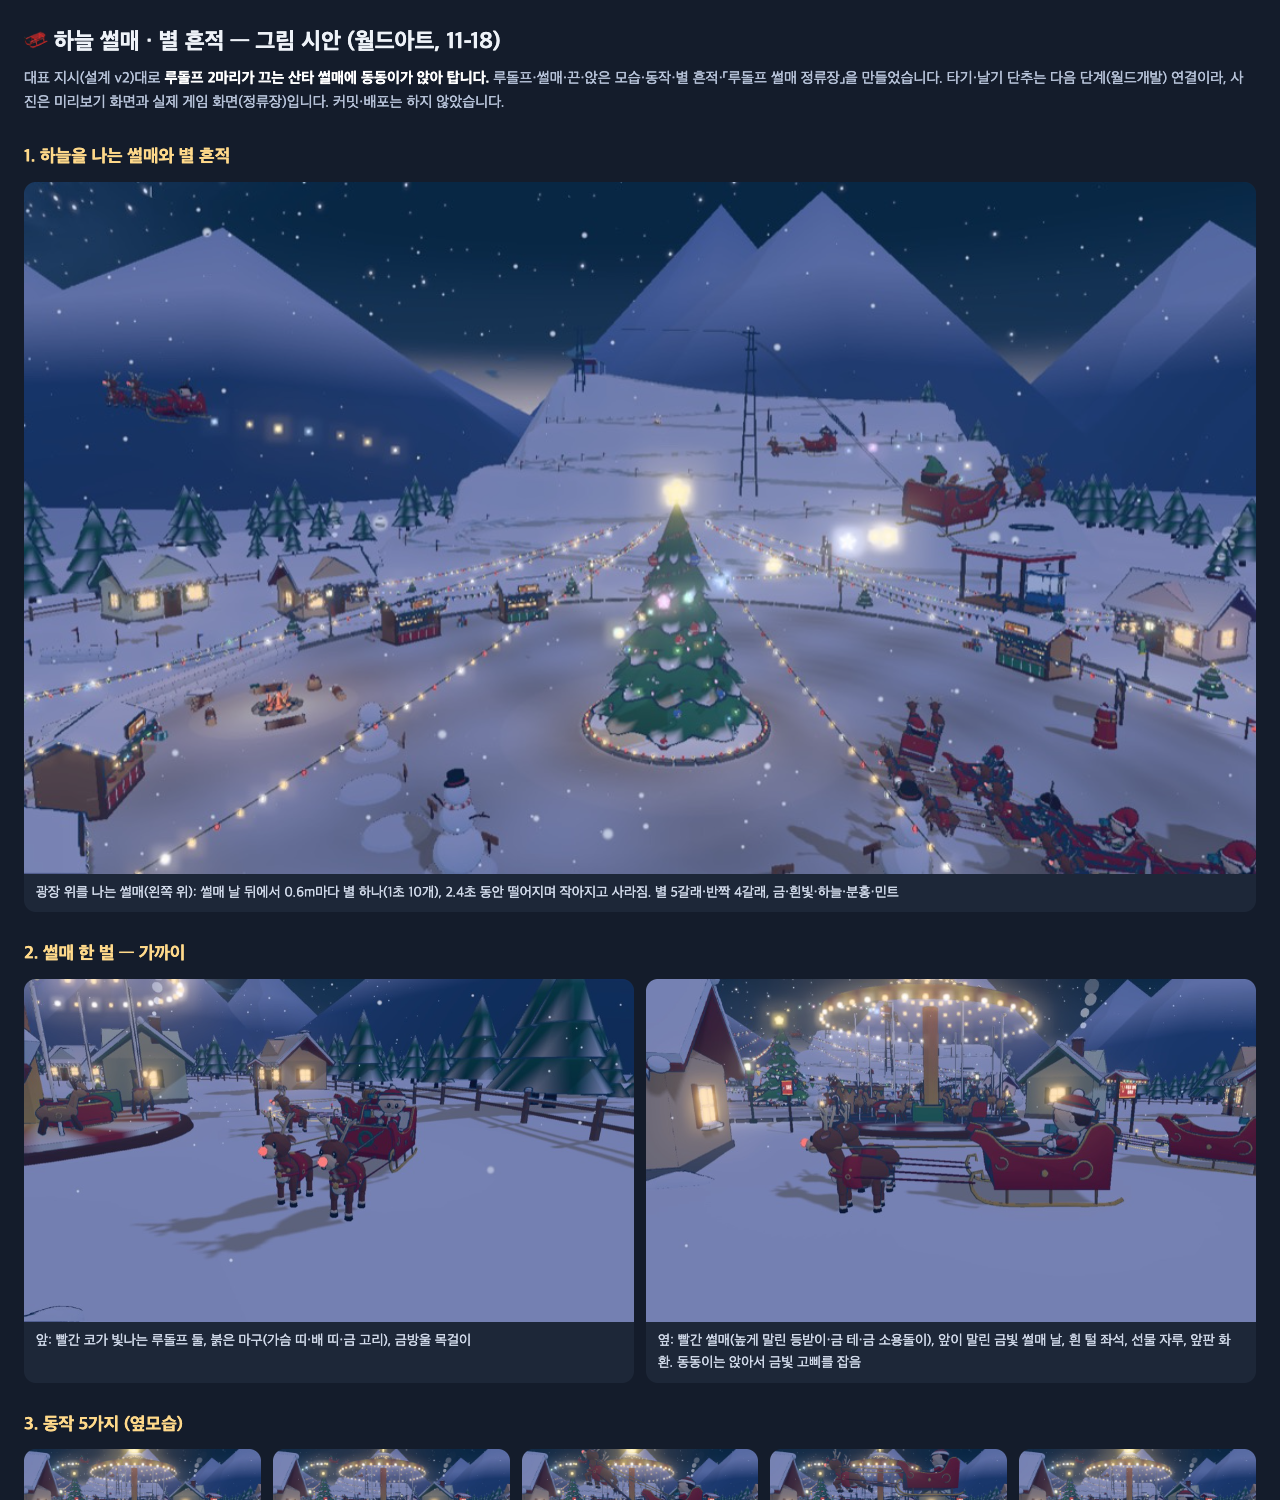 하늘 썰매 · 별 흔적 — 그림 시안 (월드아트, 11-18)
대표 지시(설계 v2)대로 루돌프 2마리가 끄는 산타 썰매에 동동이가 앉아 탑니다. 루돌프·썰매·끈·앉은 모습·동작·별 흔적·「루돌프 썰매 정류장」을 만들었습니다. 타기·날기 단추는 다음 단계(월드개발) 연결이라, 사
진은 미리보기 화면과 실제 게임 화면(정류장)입니다. 커밋·배포는 하지 않았습니다.
1. 하늘을 나는 썰매와 별 흔적
광장 위를 나는 썰매(왼쪽 위): 썰매 날 뒤에서 0.6m마다 별 하나(1초 10개), 2.4초 동안 떨어지며 작아지고 사라짐. 별 5갈래·반짝 4갈래, 금·흰빛·하늘·분홍·민트
2. 썰매 한 벌 — 가까이
앞: 빨간 코가 빛나는 루돌프 둘, 붉은 마구(가슴 띠·배 띠·금 고리), 금방울 목걸이
옆: 빨간 썰매(높게 말린 등받이·금 테·금 소용돌이), 앞이 말린 금빛 썰매 날, 흰 털 좌석, 선물 자루, 앞판 화
환. 동동이는 앉아서 금빛 고삐를 잡음
3. 동작 5가지 (옆모습)